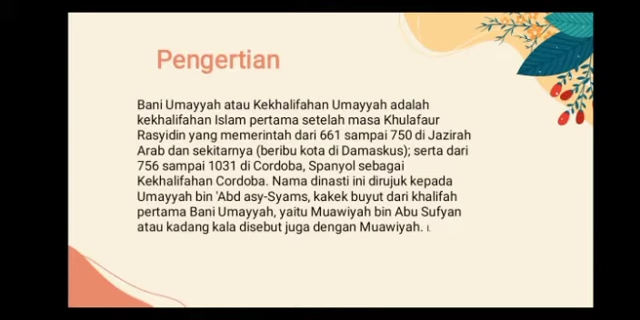 Pengertian
Bani Umayyah atau Kekhalifahan Umayyah adalah
kekhalifahan Islam pertama setelah masa Khulafaur
Rasyidin yang memerintah dari 661 sampai 750 di Jazirah
Arab dan sekitarnya (beribu kota di Damaskus); serta dari
756 sampai 1031 di Cordoba, Spanyol sebagai
Kekhalifahan Cordoba. Nama dinasti ini dirujuk kepada
Umayyah bin 'Abd asy-Syams, kakek buyut dari khalifah
pertama Bani Umayyah, yaitu Muawiyah bin Abu Sufyan
atau kadang kala disebut juga dengan Muawiyah.